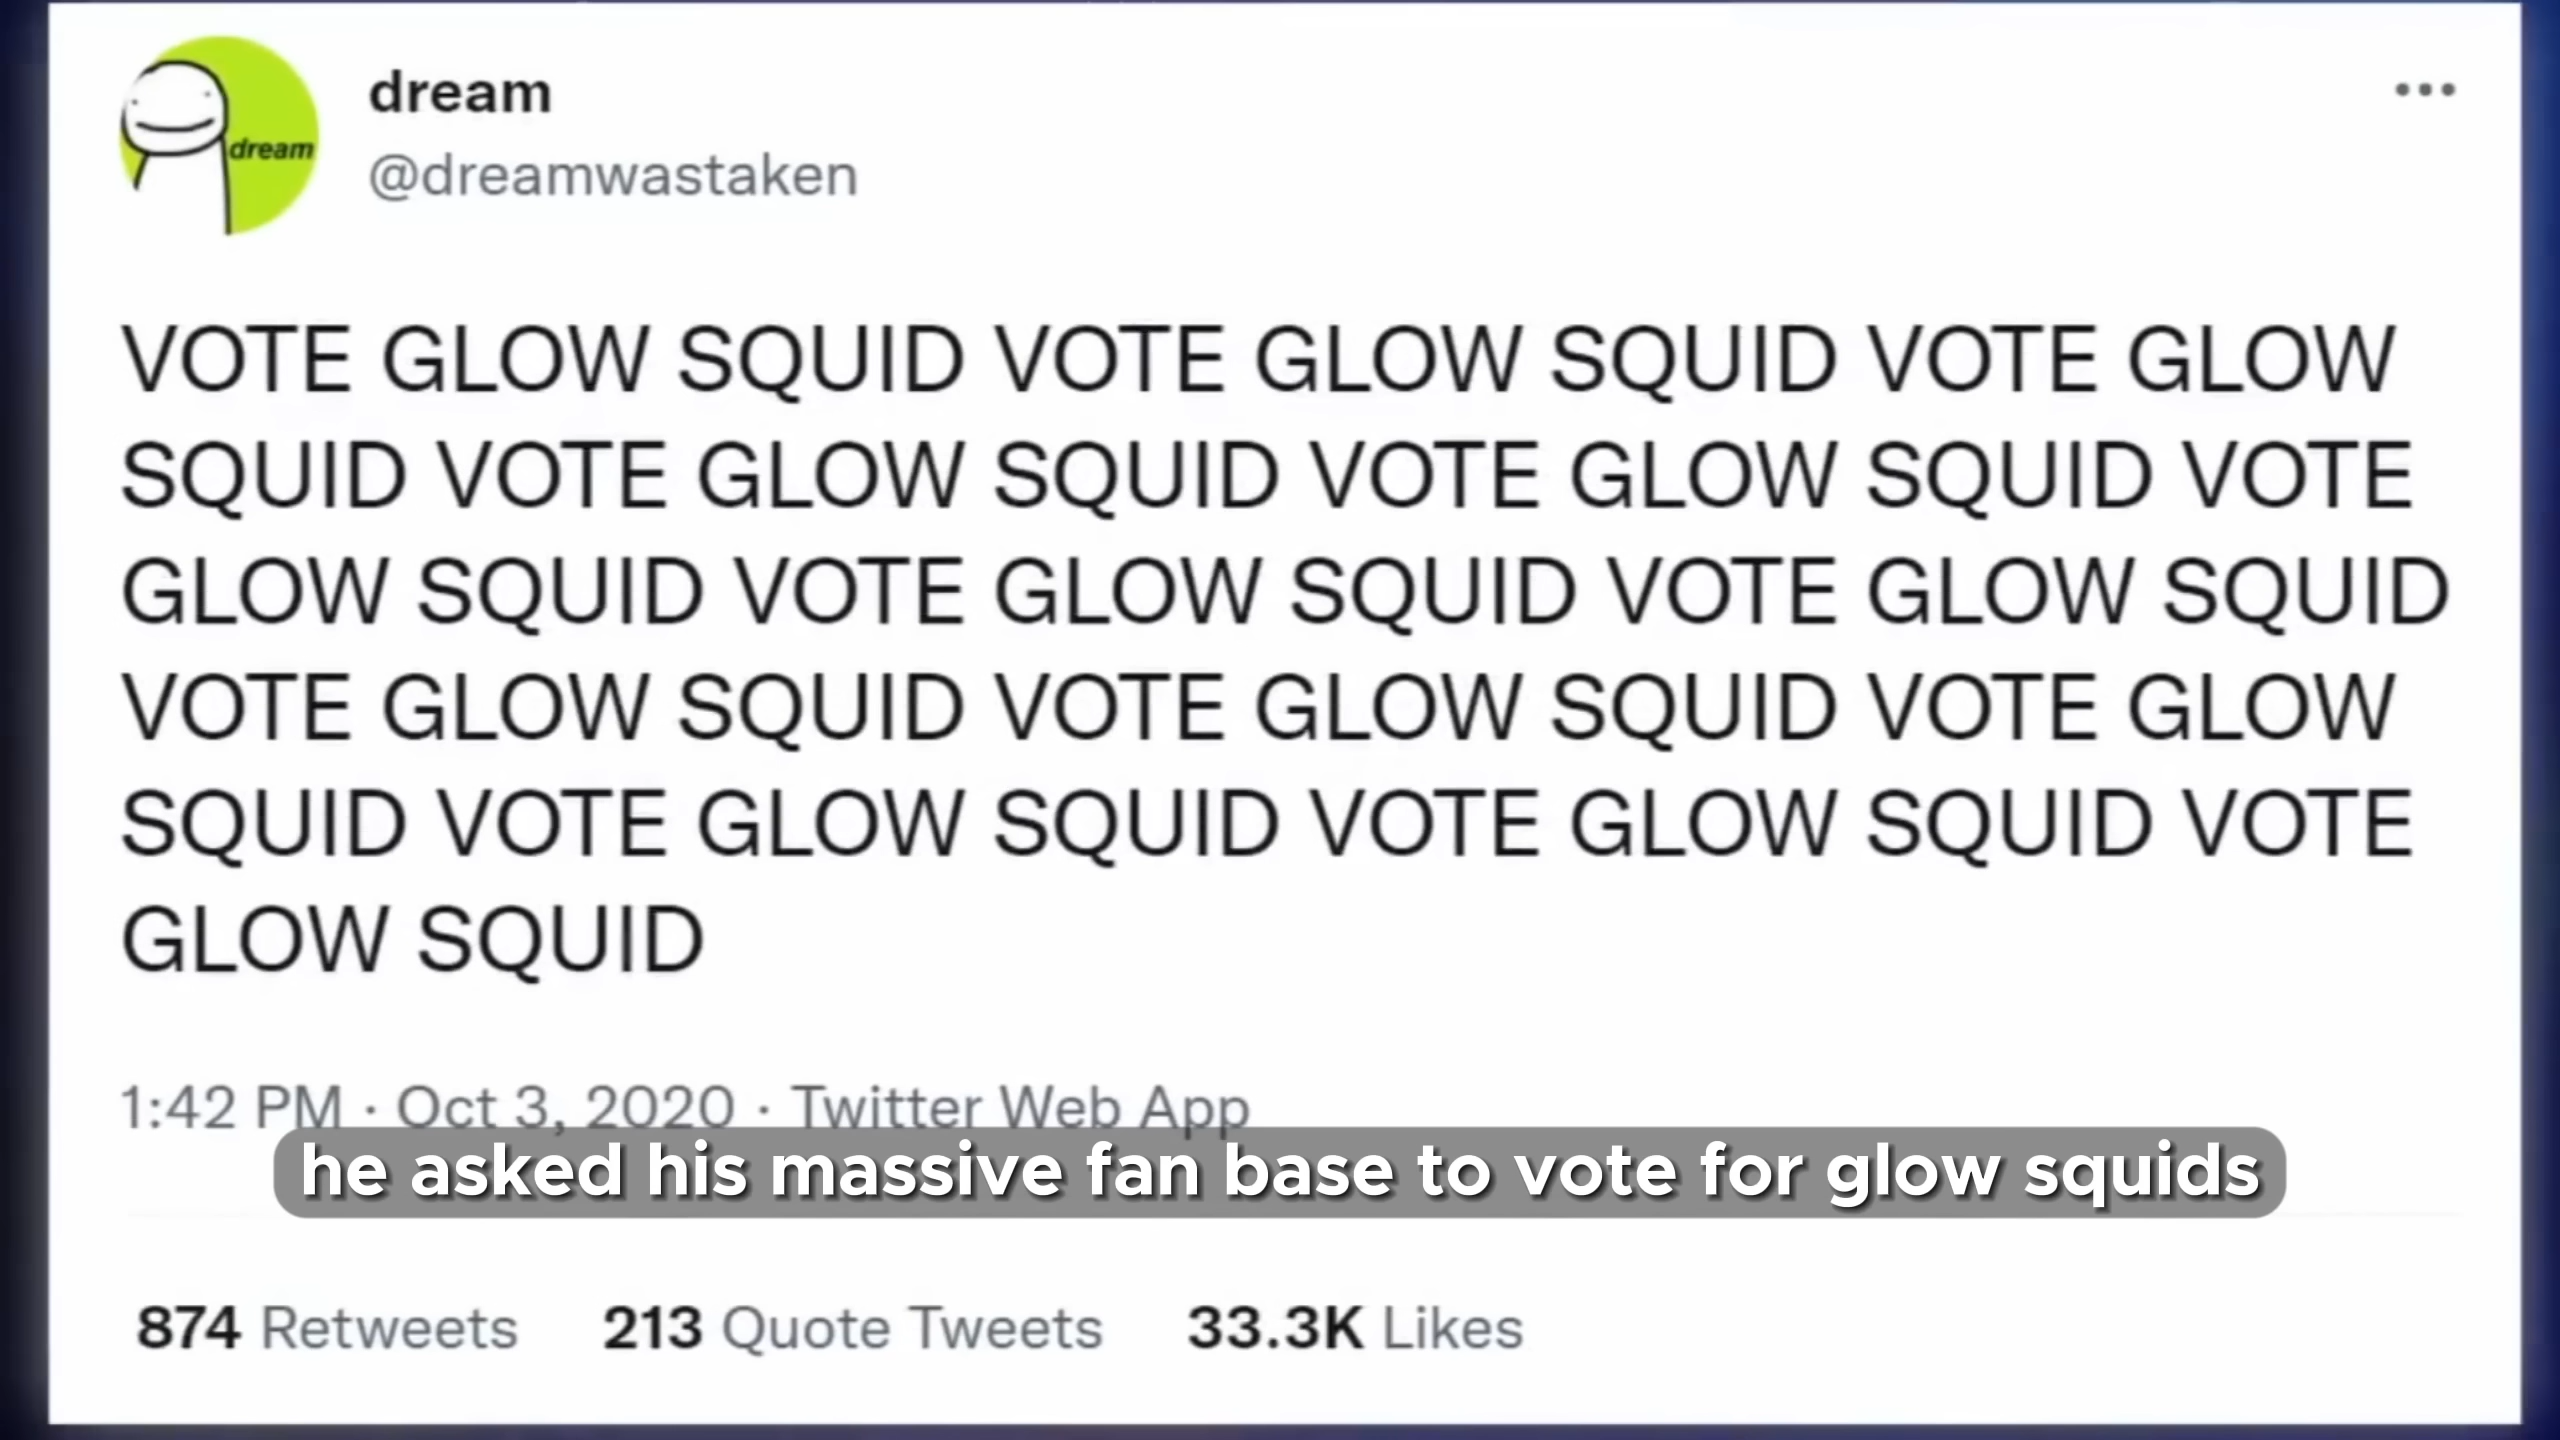 dream
dream
@dreamwastaken
VOTE GLOW SQUID VOTE GLOW SQUID VOTE GLOW
SQUID VOTE GLOW SQUID VOTE GLOW SQUID VOTE
GLOW SQUID VOTE GLOW SQUID VOTE GLOW SQUID
VOTE GLOW SQUID VOTE GLOW SQUID VOTE GLOW
SQUID VOTE GLOW SQUID VOTE GLOW SQUID VOTE
GLOW SQUID
1:42 PM · Oct 3, 2020 · Twitter Web App
he asked his massive fan base to vote for glow squids
874 Retweets 213 Quote Tweets 33.3K Likes